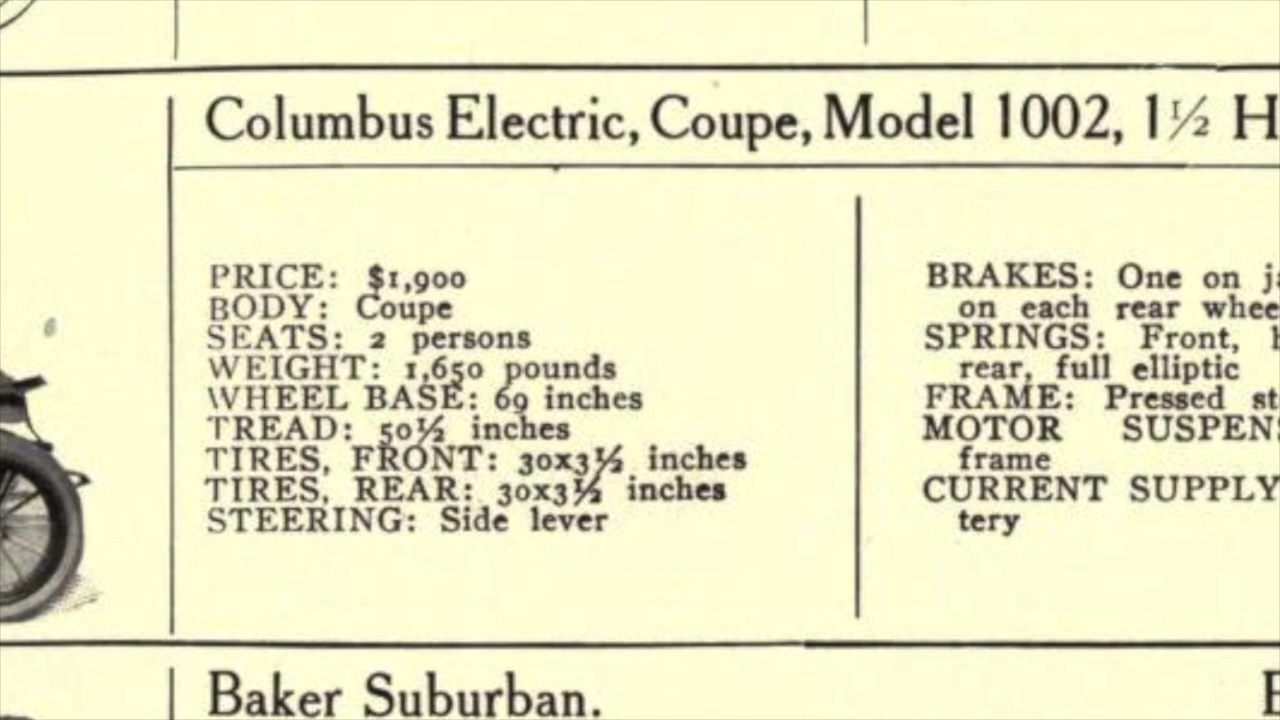 Columbus Electric, Coupe, Model 1002, 1½ H
PRICE: $1,900
BODY: Coupe
SEATS: 2 persons
WEIGHT: 1,650 pounds
WHEEL BASE: 69 inches
TREAD: 50½ inches
TIRES, FRONT: 30x3½ inches
TIRES, REAR: 30x3½ inches
STEERING: Side lever
BRAKES: One on
on each rear
SPRINGS: Front,
rear, full elliptic
FRAME: Pressed
MOTOR
frame
CURRENT SUPPLY
tery
Baker Suburban.